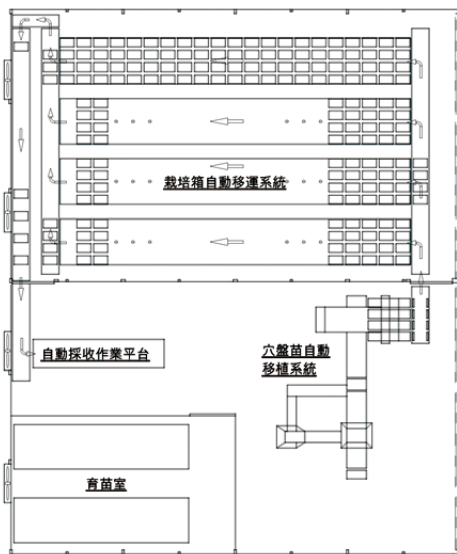 栽培箱自動移運系統
自動採收作業平台
穴盤苗自動
移植系統
育苗室